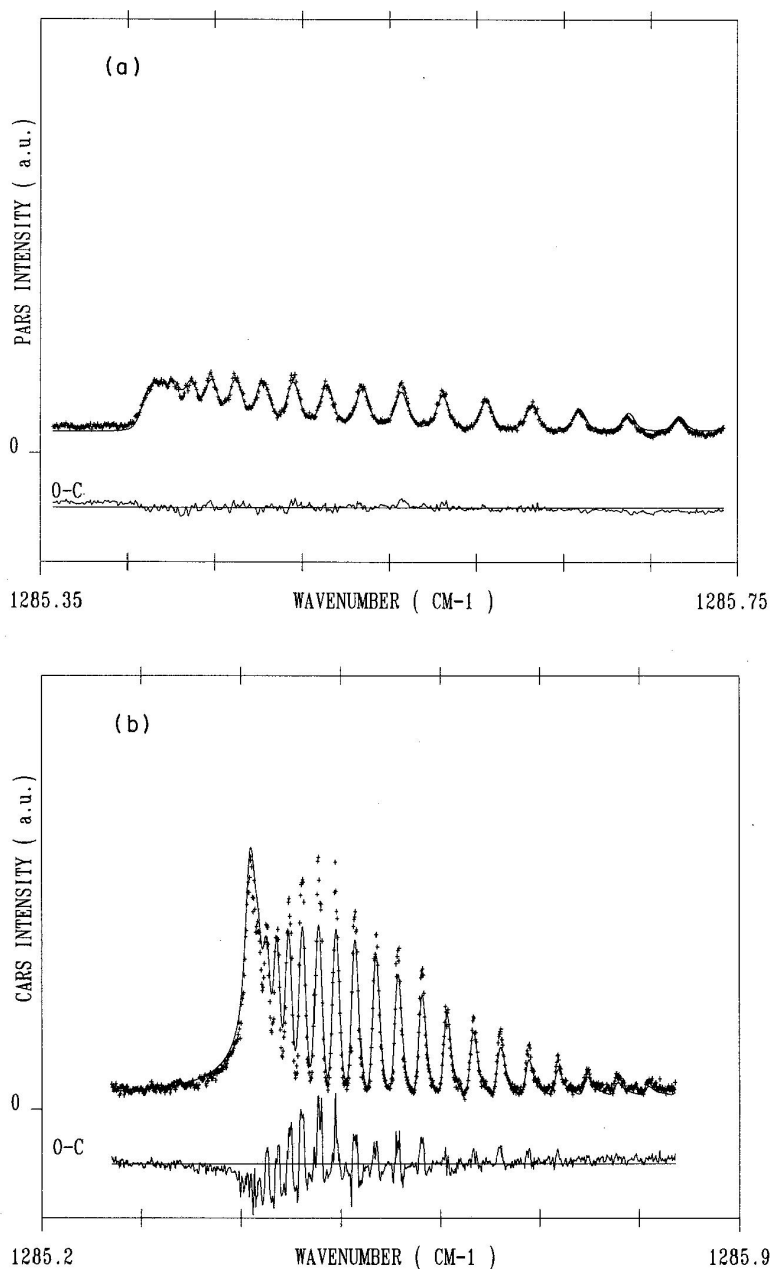 (a)
PARS INTENSITY ( a.u.)
0
O-C
1285.35 WAVENUMBER ( CM-1 ) 1285.75
(b)
CARS INTENSITY ( a.u.)
0
O-C
1285.2 WAVENUMBER ( CM-1 ) 1285.9